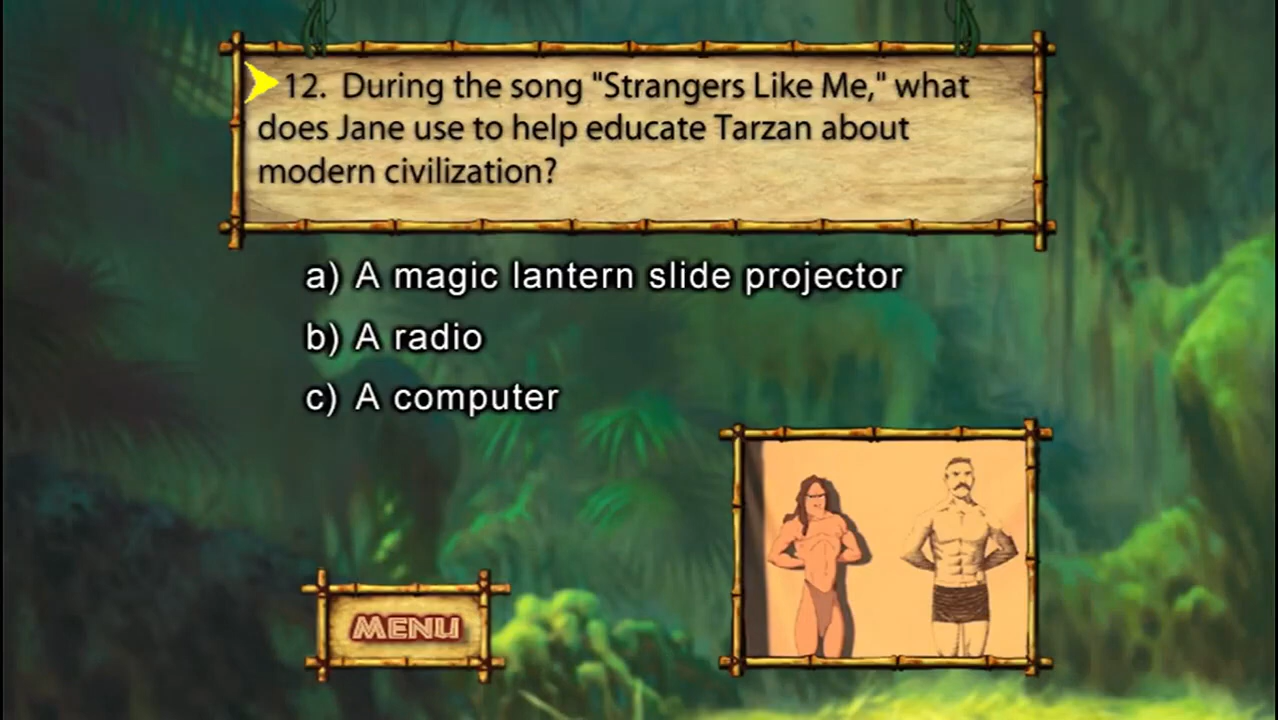 12. During the song "Strangers Like Me," what
does Jane use to help educate Tarzan about
modern civilization?
a) A magic lantern slide projector
b) A radio
c) A computer
MENU